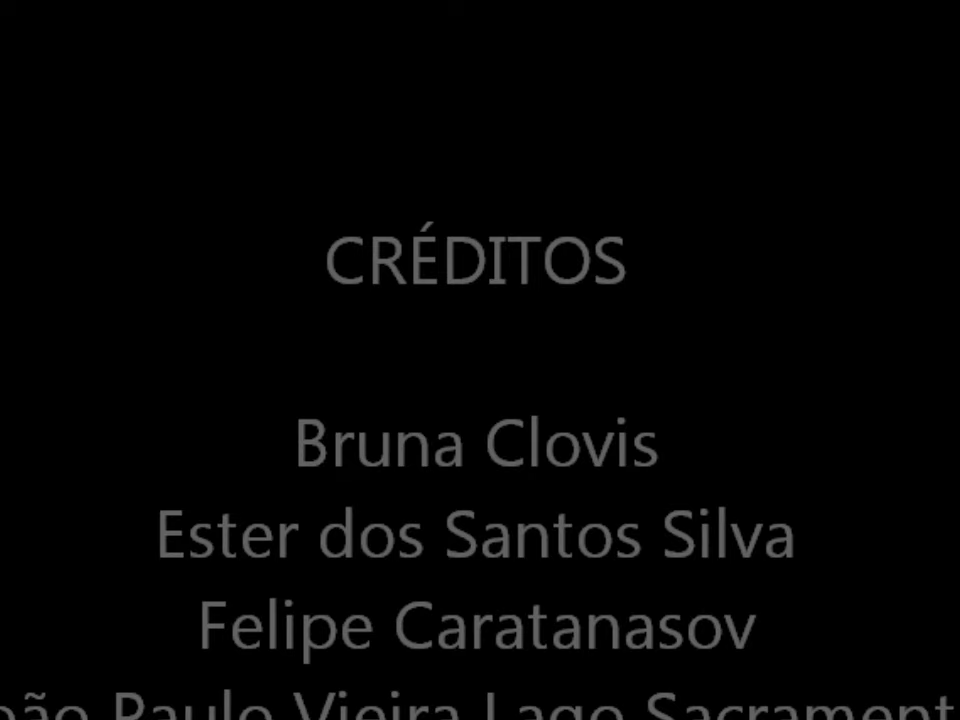 CRÉDITOS
Bruna Clovis
Ester dos Santos Silva
Felipe Caratanasov
Paulo Vieira Lago